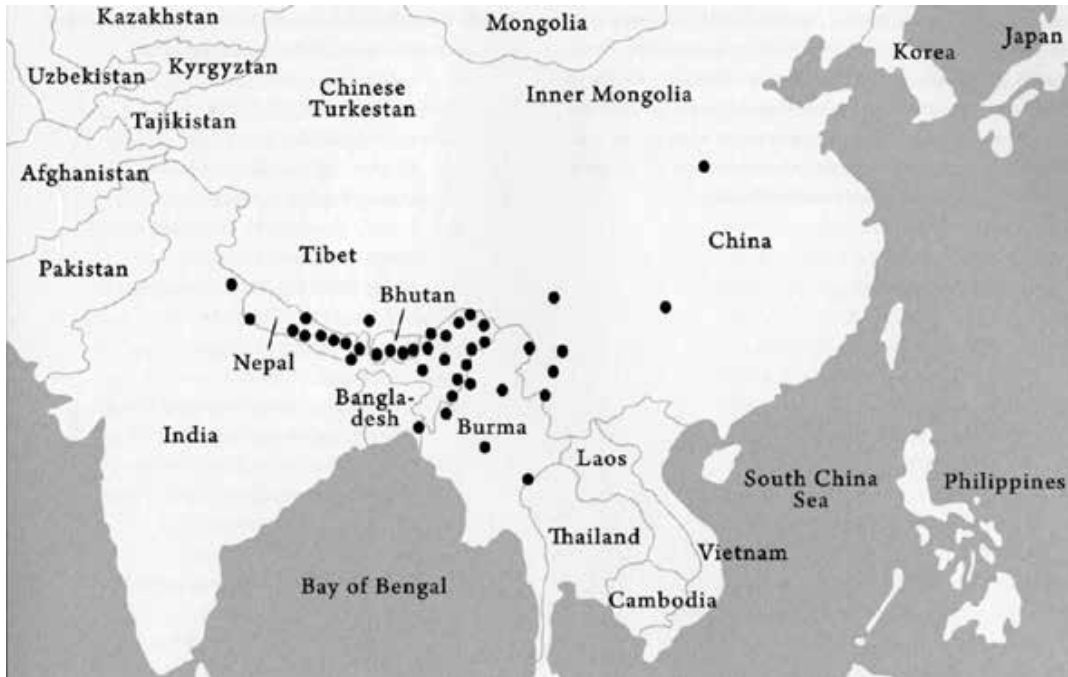 Kazakhstan
Mongolia
Japan
Korea
Uzbekistan
Kyrgyztan
Chinese
Turkestan
Inner Mongolia
Tajikistan
Afghanistan
China
Tibet
Pakistan
Bhutan
Nepal
Bangla-
desh
Burma
India
Laos
South China
Sea
Philippines
Thailand
Vietnam
Bay of Bengal
Cambodia